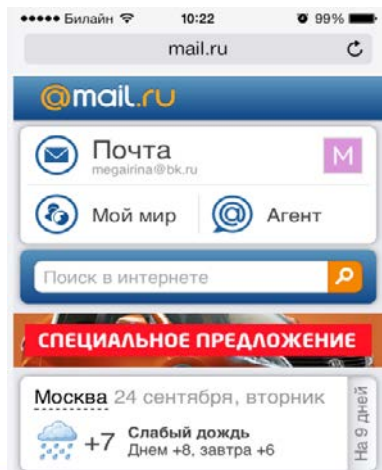 Билайн 10:22 99%
mail.ru
@mail.ru
Почта
megairina@bk.ru
М
Мой мир @ Агент
Поиск в интернете
СПЕЦИАЛЬНОЕ ПРЕДЛОЖЕНИЕ
Москва 24 сентября, вторник
На 9 дней
+7 Слабый дождь
Днем +8, завтра +6